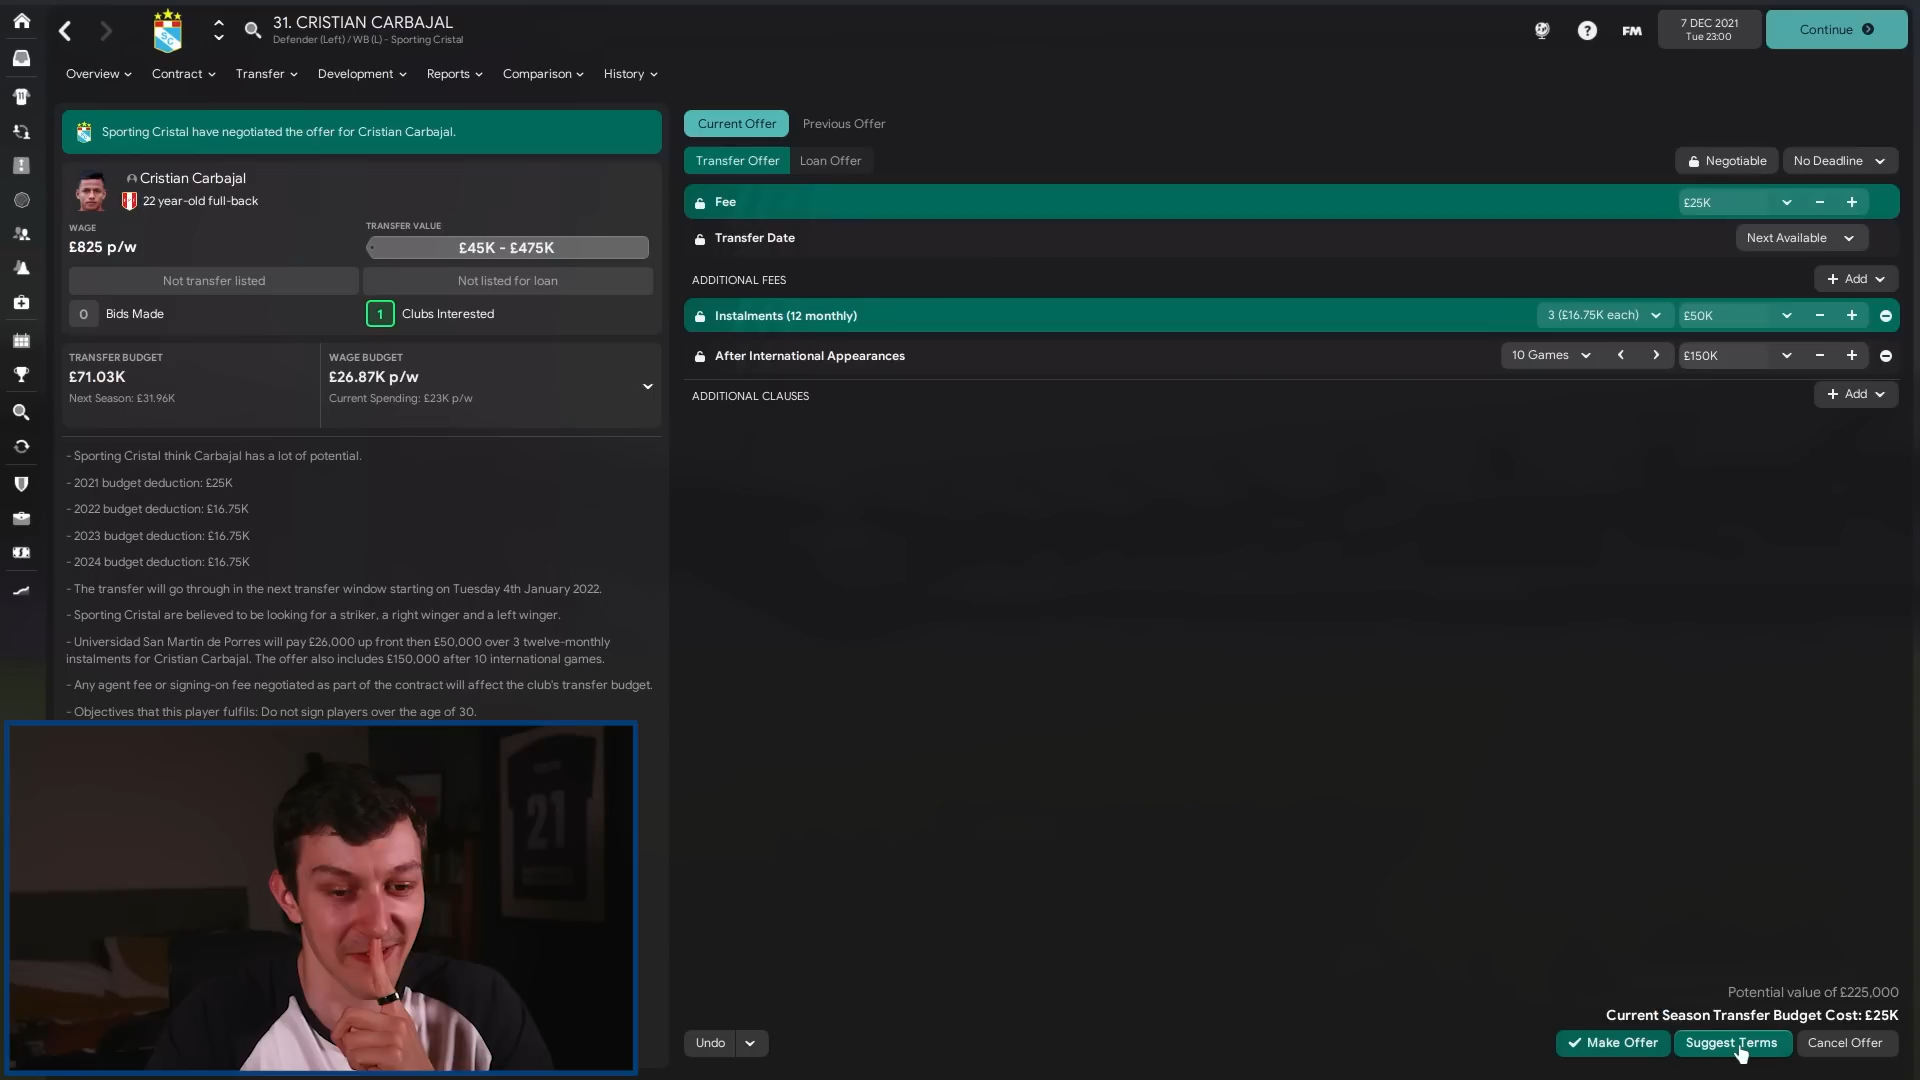 31. CRISTIAN CARBAJAL
Defender (Left) / WB (L) - Sporting Cristal
FM
7 DEC 2021
Tue 23:00
Continue
Overview
Contract
Transfer
Development
Reports
Comparison
History
Sporting Cristal have negotiated the offer for Cristian Carbajal.
Cristian Carbajal
22 year-old full-back
WAGE
£825 p/w
TRANSFER VALUE
£45K - £475K
Not transfer listed
Not listed for loan
0 Bids Made
1 Clubs Interested
TRANSFER BUDGET
£71.03K
Next Season: £31.96K
WAGE BUDGET
£26.87K p/w
Current Spending: £23K p/w
- Sporting Cristal think Carbajal has a lot of potential.
- 2021 budget deduction: £25K
- 2022 budget deduction: £16.75K
- 2023 budget deduction: £16.75K
- 2024 budget deduction: £16.75K
- The transfer will go through in the next transfer window starting on Tuesday 4th January 2022.
- Sporting Cristal are believed to be looking for a striker, a right winger and a left winger.
- Universidad San Martín de Porres will pay £26,000 up front then £50,000 over 3 twelve-monthly
instalments for Cristian Carbajal. The offer also includes £150,000 after 10 international games.
- Any agent fee or signing-on fee negotiated as part of the contract will affect the club's transfer budget.
- Objectives that this player fulfils: Do not sign players over the age of 30.
21
Current Offer
Previous Offer
Transfer Offer
Loan Offer
Negotiable
No Deadline
Fee
£25K
Transfer Date
Next Available
ADDITIONAL FEES
+ Add
Instalments (12 monthly)
3 (£16.75K each)
£50K
After International Appearances
10 Games
£150K
ADDITIONAL CLAUSES
+ Add
Potential value of £225,000
Current Season Transfer Budget Cost: £25K
Undo
Make Offer
Suggest Terms
Cancel Offer